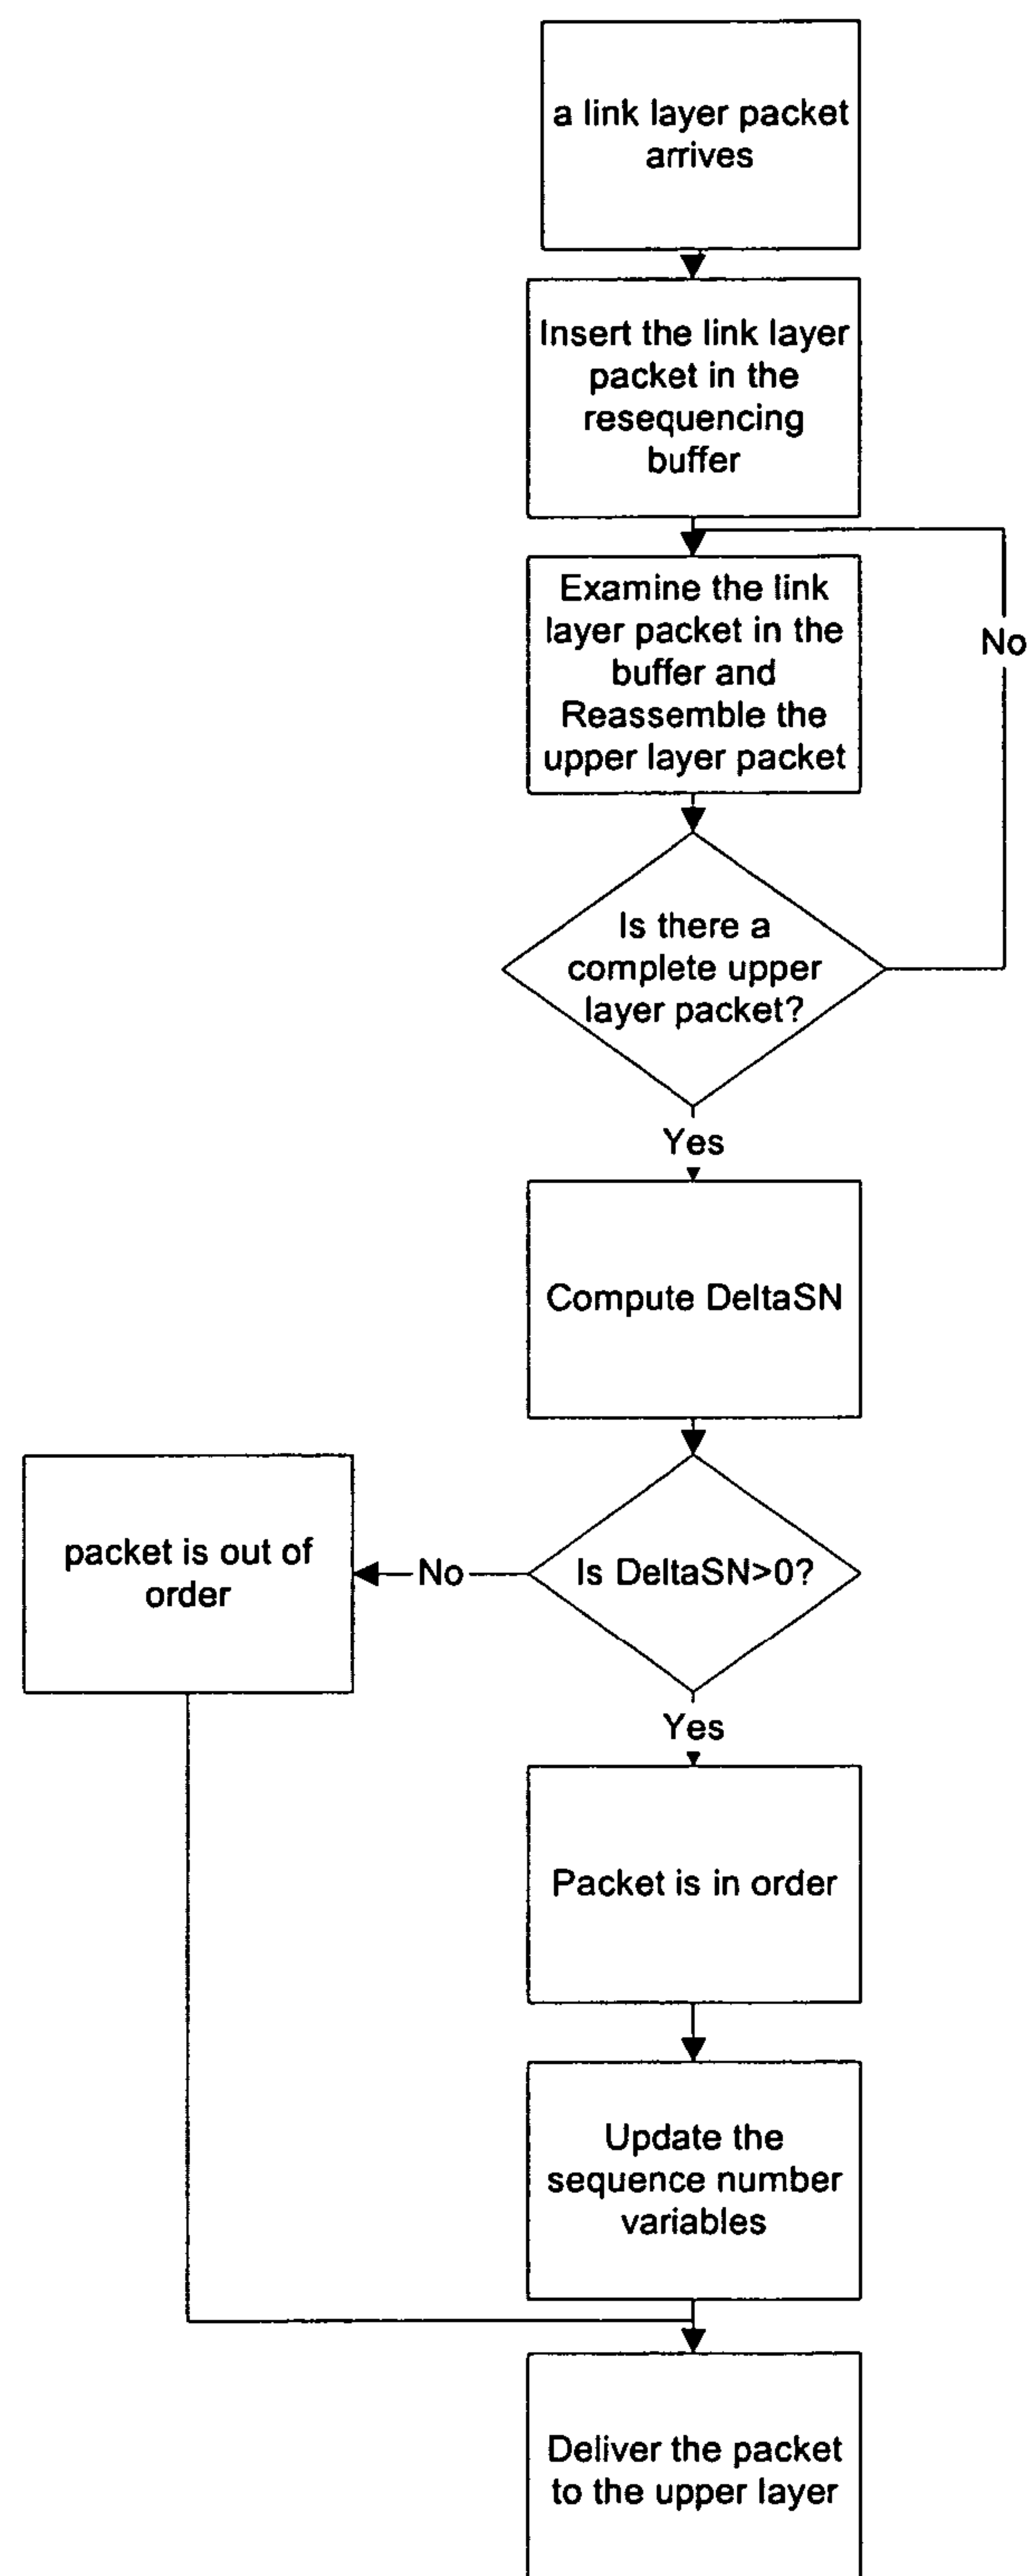 a link layer packet
arrives
Insert the link layer
packet in the
resequencing
buffer
Examine the link
layer packet in the
buffer and
Reassemble the
upper layer packet
No
Is there a
complete upper
layer packet?
Yes
Compute DeltaSN
packet is out of
order
No
Is DeltaSN>0?
Yes
Packet is in order
Update the
sequence number
variables
Deliver the packet
to the upper layer